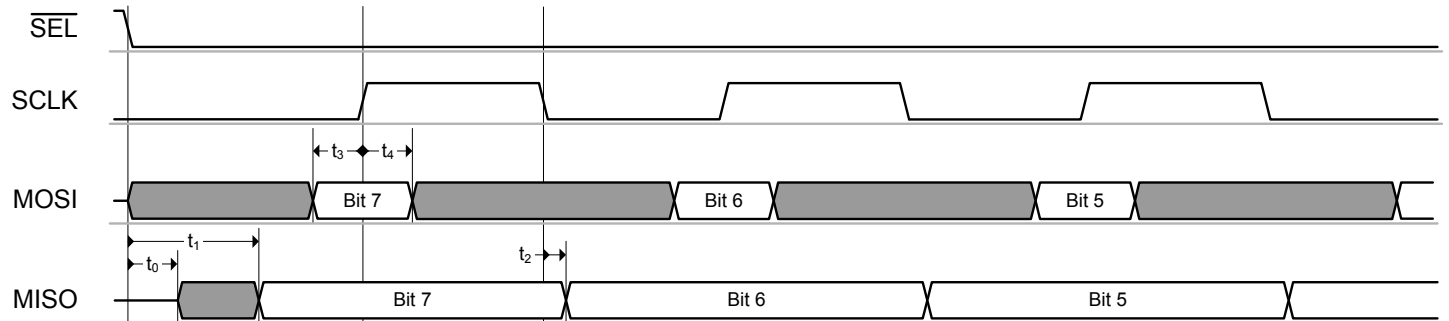 SEL
SCLK
t₃ t₄
MOSI Bit 7 Bit 6 Bit 5
t₁
t₀ t₂
MISO Bit 7 Bit 6 Bit 5